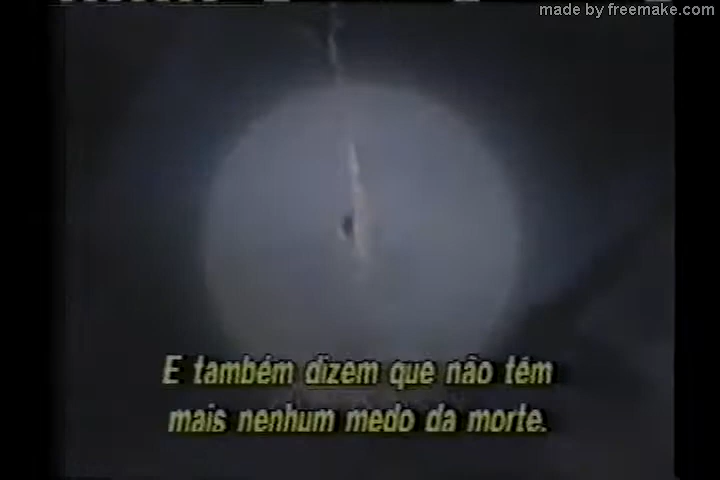 made by freemake.com
E também dizem que não têm
mais nenhum medo da morte.